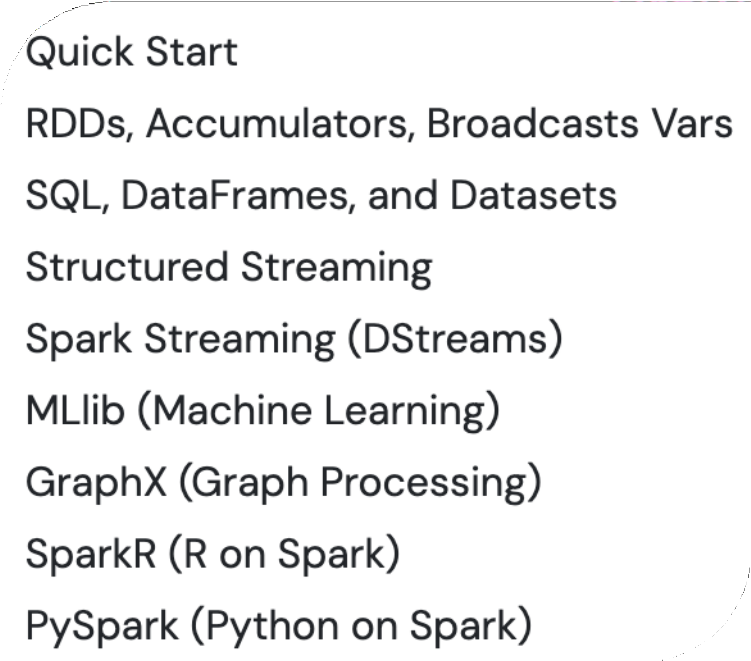 Quick Start
RDDs, Accumulators, Broadcasts Vars
SQL, DataFrames, and Datasets
Structured Streaming
Spark Streaming (DStreams)
MLlib (Machine Learning)
GraphX (Graph Processing)
SparkR (R on Spark)
PySpark (Python on Spark)